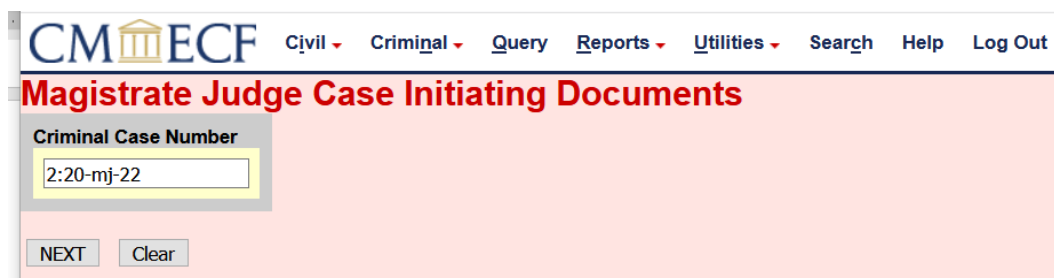 CM ECF Civil Criminal Query Reports Utilities Search Help Log Out
Magistrate Judge Case Initiating Documents
Criminal Case Number
2:20-mj-22
NEXT Clear